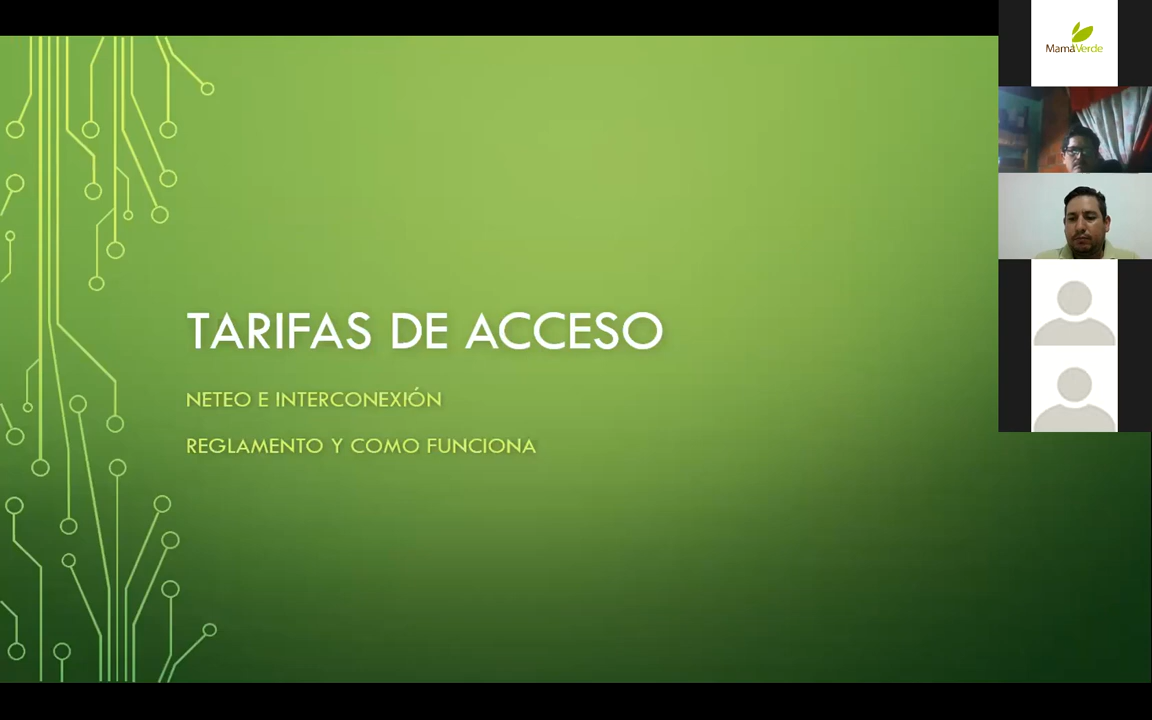 MamáVerde
TARIFAS DE ACCESO
NETEO E INTERCONEXIÓN
REGLAMENTO Y COMO FUNCIONA